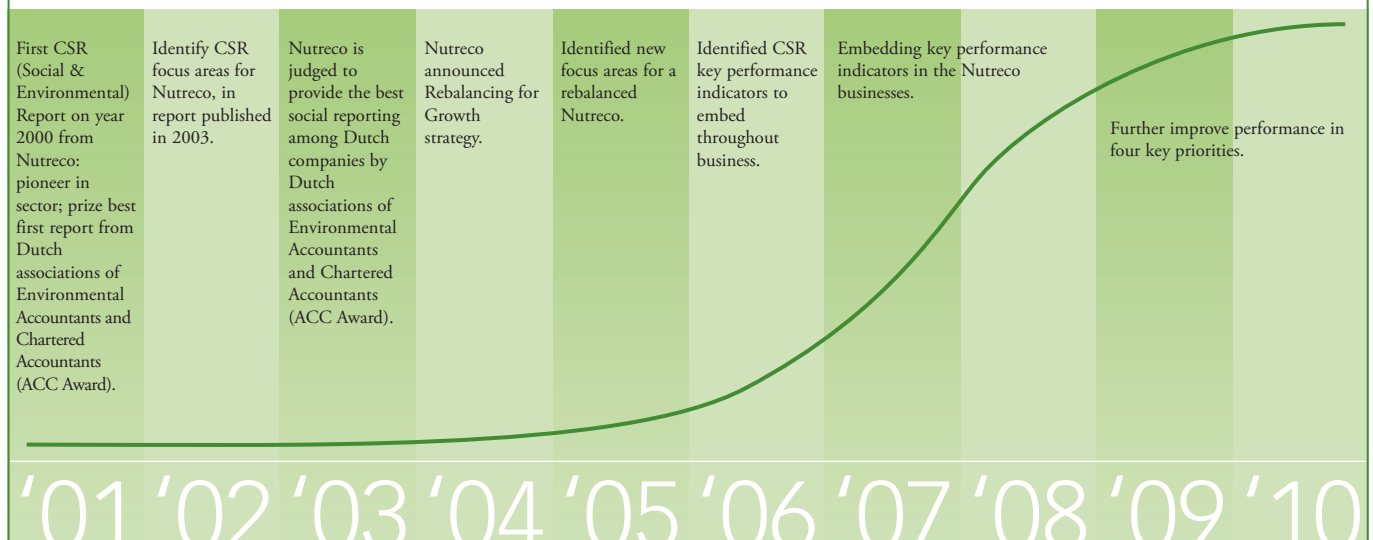 First CSR
(Social &
Environmental)
Report on year
2000 from
Nutreco:
pioneer in
sector; prize best
first report from
Dutch
associations of
Environmental
Accountants and
Chartered
Accountants
(ACC Award).
Identify CSR
focus areas for
Nutreco, in
report published
in 2003.
Nutreco is
judged to
provide the best
social reporting
among Dutch
companies by
Dutch
associations of
Environmental
Accountants
and Chartered
Accountants
(ACC Award).
Nutreco
announced
Rebalancing for
Growth
strategy.
Identified new
focus areas for a
rebalanced
Nutreco.
Identified CSR
key performance
indicators to
embed
throughout
business.
Embedding key performance
indicators in the Nutreco
businesses.
Further improve performance in
four key priorities.
‘01 ‘02 ‘03 ‘04 ‘05 ‘06 ‘07 ‘08 ‘09 ‘10